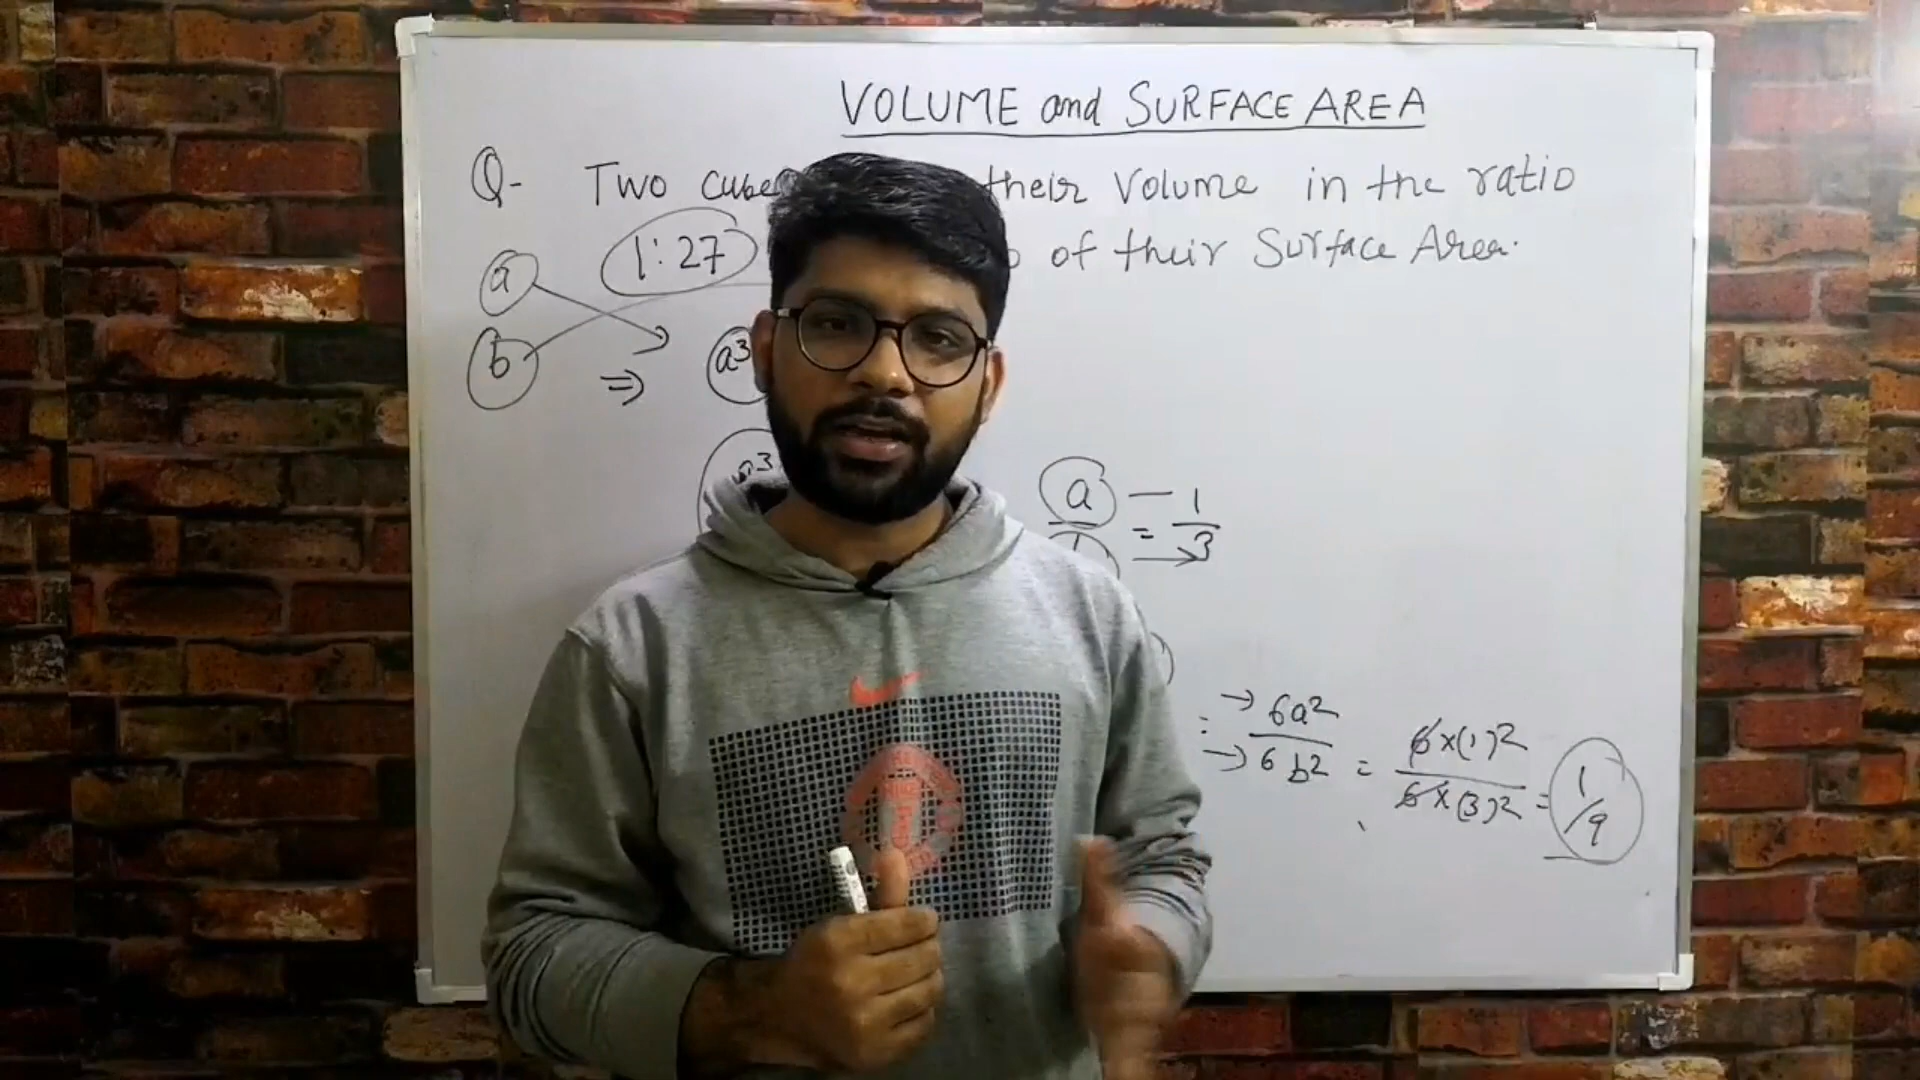 VOLUME and SURFACE AREA
Q- Two cube their Volume in the ratio
1:27 of their Surface Area.
a
b
⇒ a³
a³
a = 1/3
= 6a²/6b² = 6×(1)²/6×(3)² = 1/9